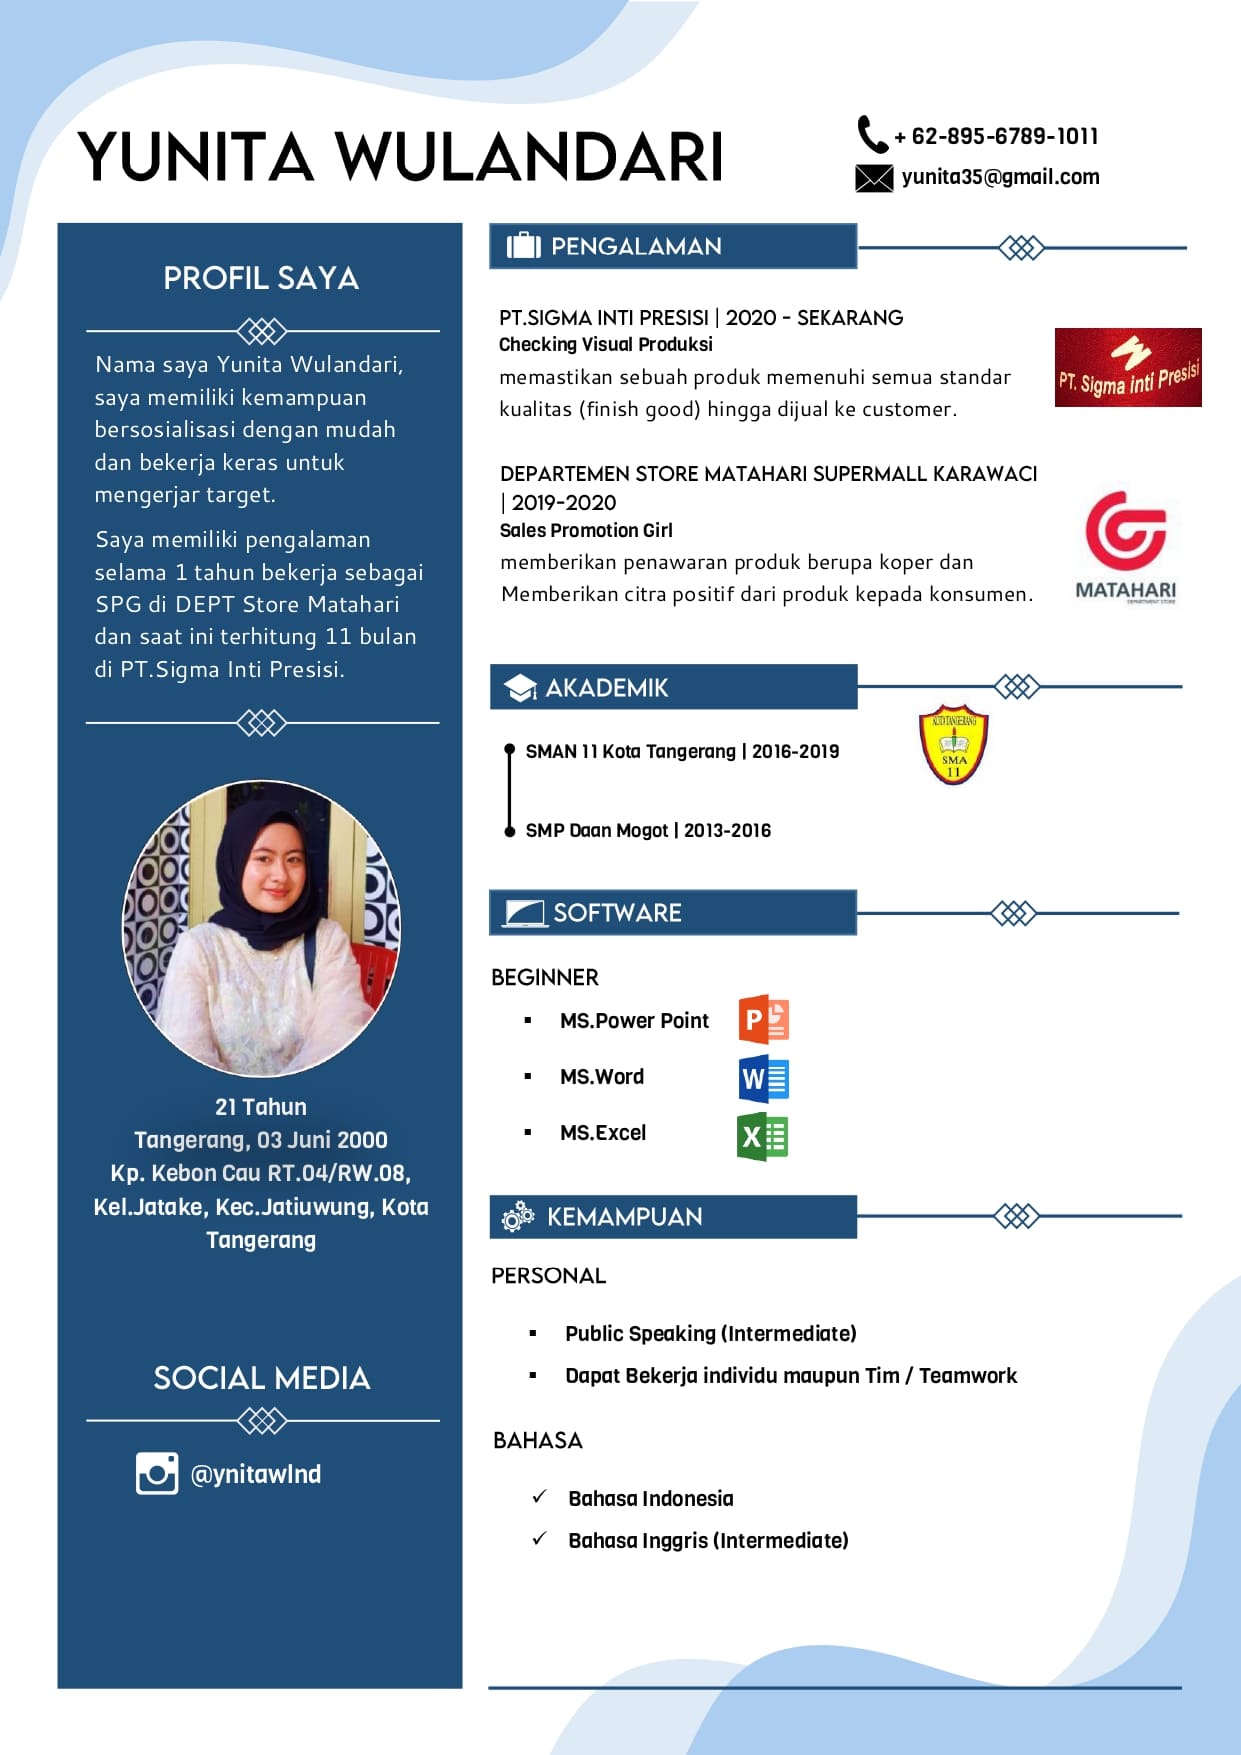 YUNITA WULANDARI
+ 62-895-6789-1011
yunita35@gmail.com
PROFIL SAYA
Nama saya Yunita Wulandari,
saya memiliki kemampuan
bersosialisasi dengan mudah
dan bekerja keras untuk
mengerjar target.
Saya memiliki pengalaman
selama 1 tahun bekerja sebagai
SPG di DEPT Store Matahari
dan saat ini terhitung 11 bulan
di PT.Sigma Inti Presisi.
21 Tahun
Tangerang, 03 Juni 2000
Kp. Kebon Cau RT.04/RW.08,
Kel.Jatake, Kec.Jatiuwung, Kota
Tangerang
SOCIAL MEDIA
@ynitawlnd
PENGALAMAN
PT.SIGMA INTI PRESISI | 2020 - SEKARANG
Checking Visual Produksi
memastikan sebuah produk memenuhi semua standar
kualitas (finish good) hingga dijual ke customer.
PT. Sigma inti Presisi
DEPARTEMEN STORE MATAHARI SUPERMALL KARAWACI
| 2019-2020
Sales Promotion Girl
memberikan penawaran produk berupa koper dan
Memberikan citra positif dari produk kepada konsumen.
MATAHARI
DEPARTMENT STORE
AKADEMIK
SMAN 11 Kota Tangerang | 2016-2019
KOTA TANGERANG
SMA
11
SMP Daan Mogot | 2013-2016
SOFTWARE
BEGINNER
▪ MS.Power Point
P
▪ MS.Word
W
▪ MS.Excel
X
KEMAMPUAN
PERSONAL
▪ Public Speaking (Intermediate)
▪ Dapat Bekerja individu maupun Tim / Teamwork
BAHASA
✓ Bahasa Indonesia
✓ Bahasa Inggris (Intermediate)